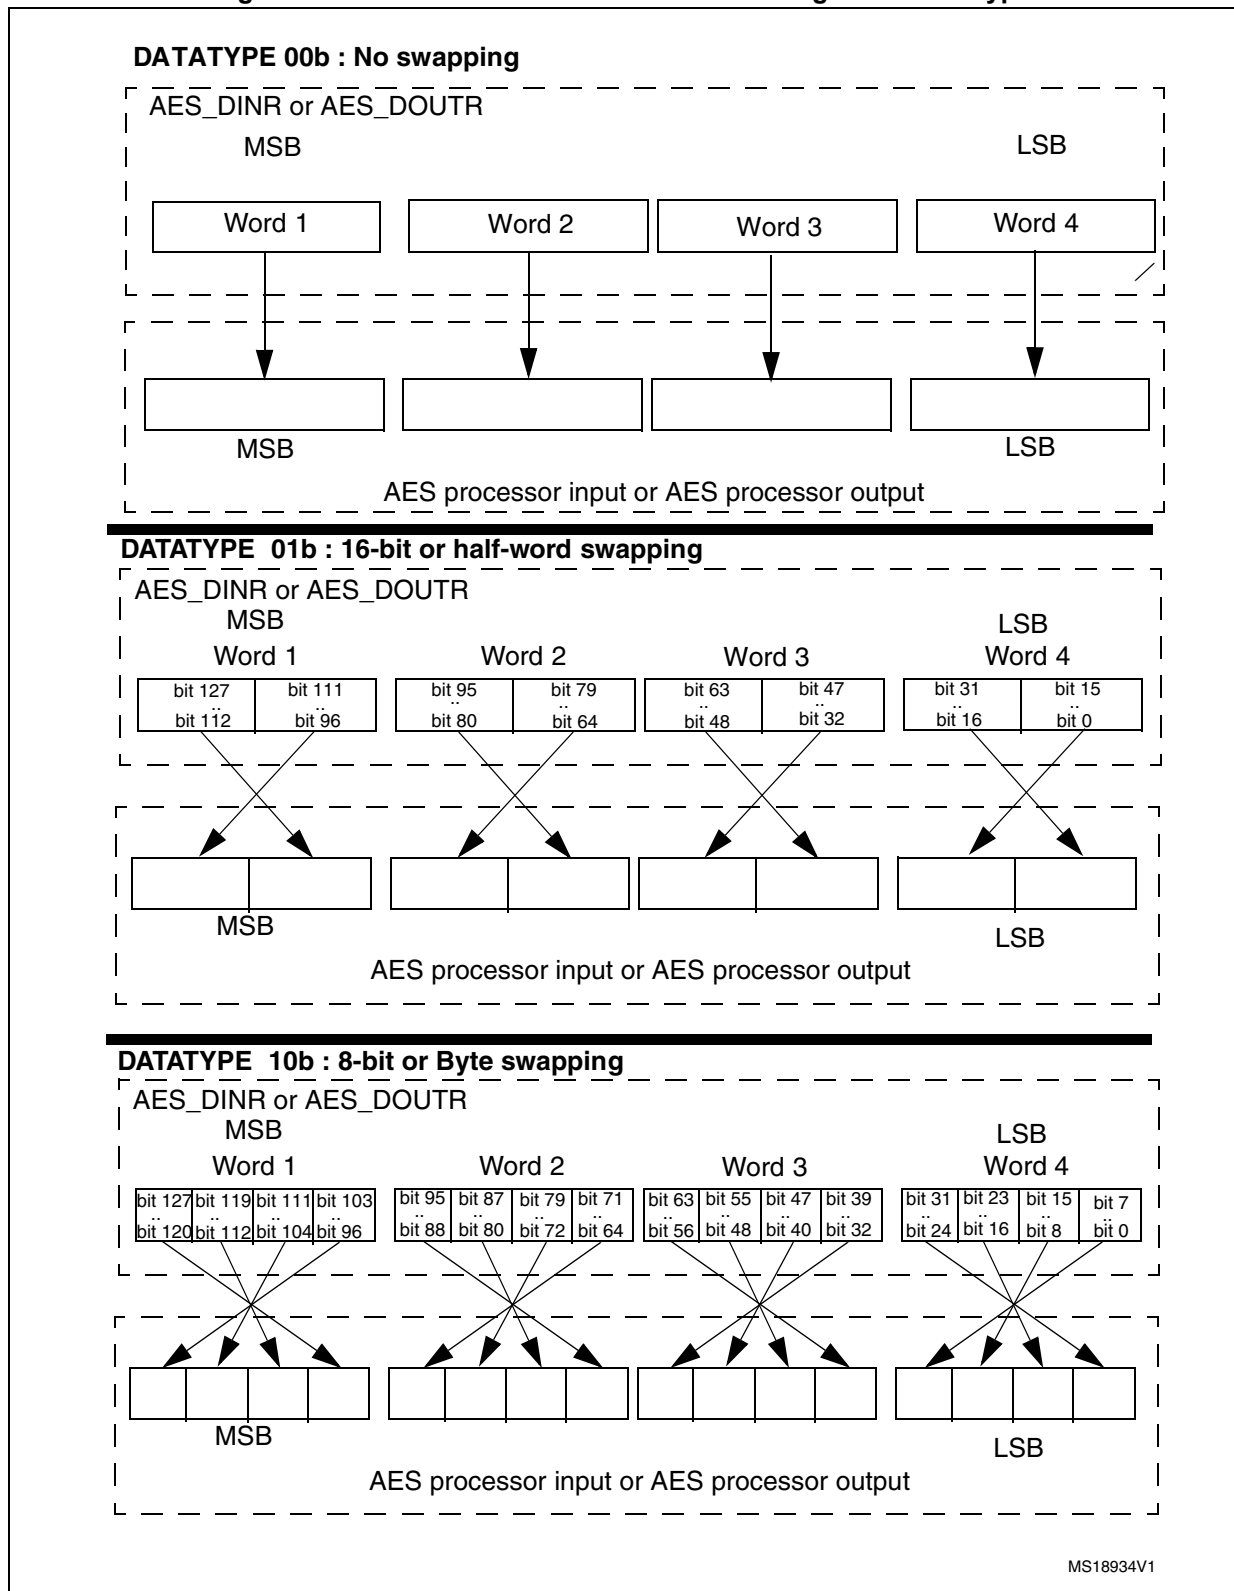 DATATYPE 00b : No swapping
AES_DINR or AES_DOUTR
MSB LSB
Word 1 Word 2 Word 3 Word 4
MSB LSB
AES processor input or AES processor output
DATATYPE 01b : 16-bit or half-word swapping
AES_DINR or AES_DOUTR
MSB LSB
Word 1 Word 2 Word 3 Word 4
bit 127 bit 111 bit 95 bit 79 bit 63 bit 47 bit 31 bit 15
.. .. .. .. .. .. .. ..
bit 112 bit 96 bit 80 bit 64 bit 48 bit 32 bit 16 bit 0
MSB LSB
AES processor input or AES processor output
DATATYPE 10b : 8-bit or Byte swapping
AES_DINR or AES_DOUTR
MSB LSB
Word 1 Word 2 Word 3 Word 4
bit 127 bit 119 bit 111 bit 103 bit 95 bit 87 bit 79 bit 71 bit 63 bit 55 bit 47 bit 39 bit 31 bit 23 bit 15 bit 7
.. .. .. .. .. .. .. .. .. .. .. .. .. .. .. ..
bit 120 bit 112 bit 104 bit 96 bit 88 bit 80 bit 72 bit 64 bit 56 bit 48 bit 40 bit 32 bit 24 bit 16 bit 8 bit 0
MSB LSB
AES processor input or AES processor output
MS18934V1